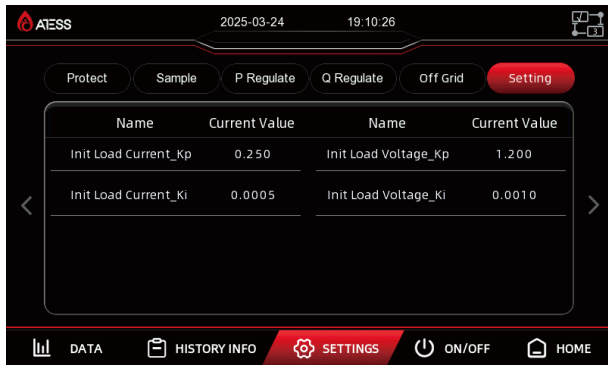 ATESS 2025-03-24 19:10:26
3
Protect Sample P Regulate Q Regulate Off Grid Setting
Name Current Value Name Current Value
Init Load Current_Kp 0.250 Init Load Voltage_Kp 1.200
Init Load Current_Ki 0.0005 Init Load Voltage_Ki 0.0010
DATA HISTORY INFO SETTINGS ON/OFF HOME